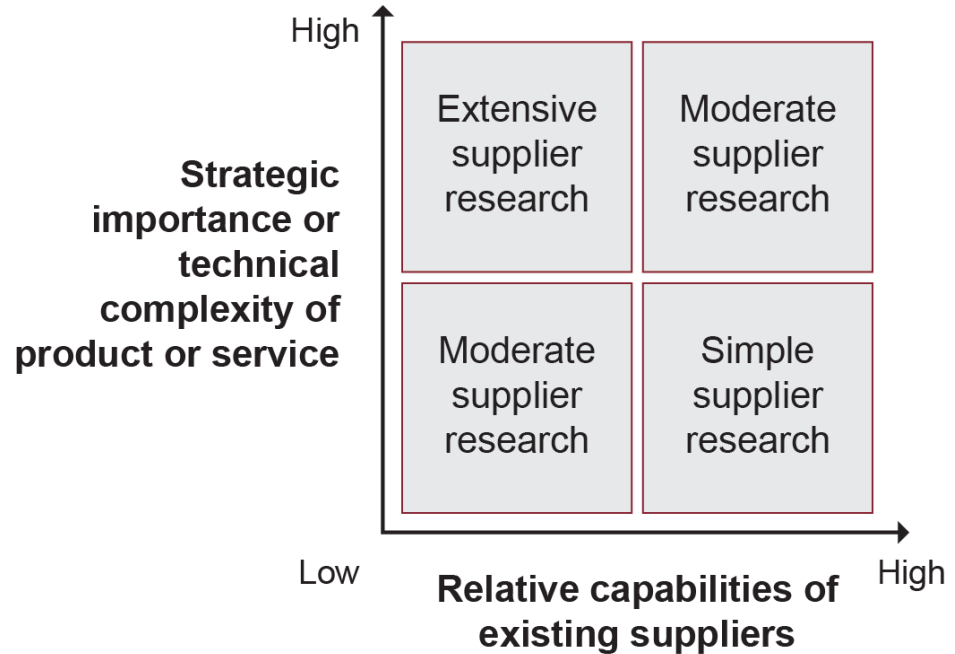 High
Strategic
importance or
technical
complexity of
product or service
Extensive
supplier
research
Moderate
supplier
research
Moderate
supplier
research
Simple
supplier
research
Low
High
Relative capabilities of
existing suppliers